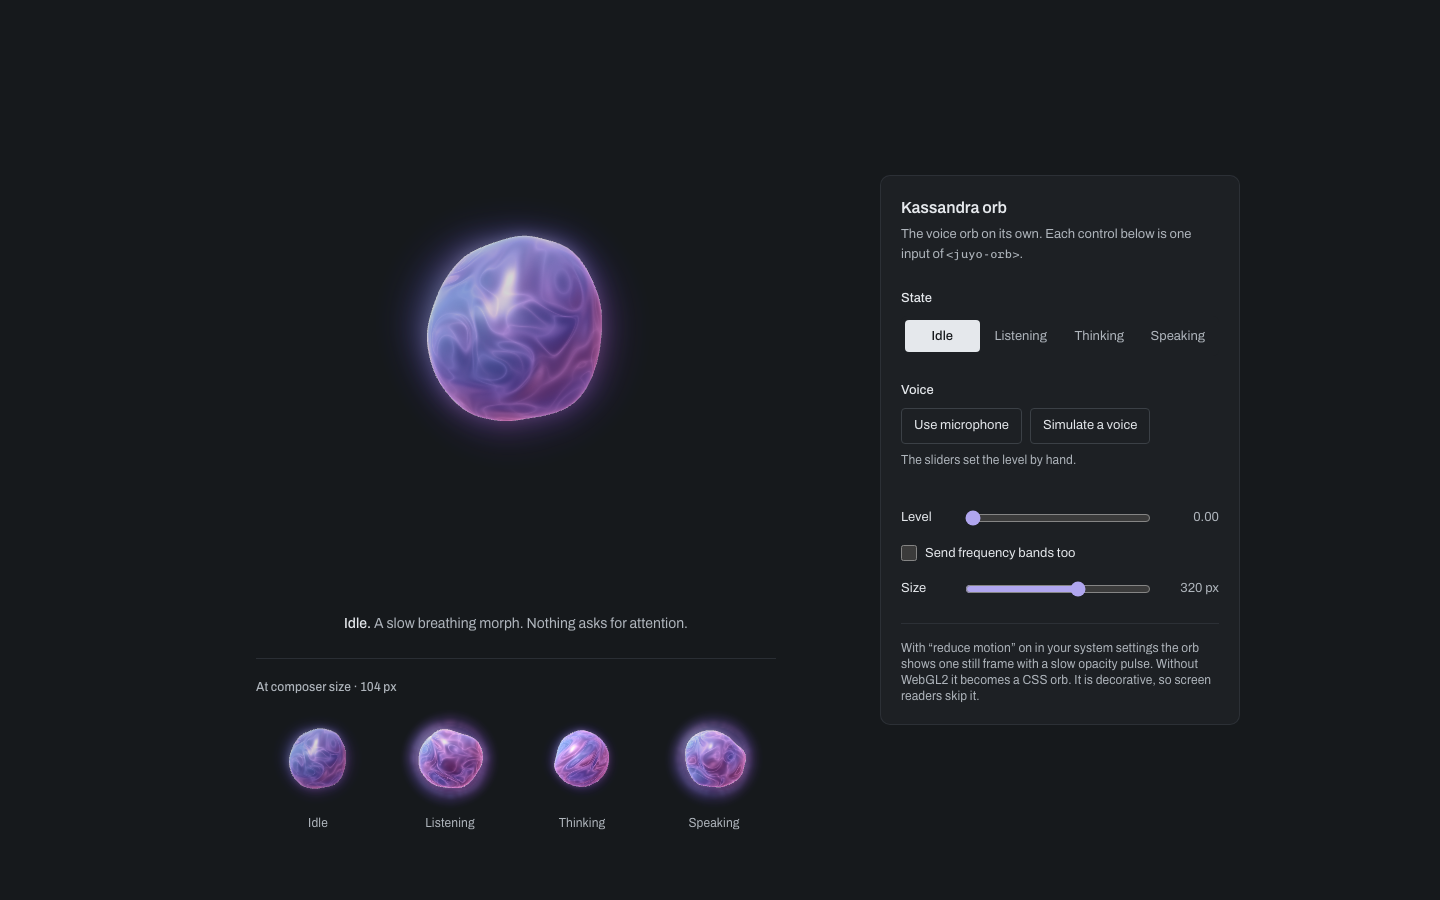 Kassandra orb
The voice orb on its own. Each control below is one
input of <juyo-orb>.
State
Idle
Listening
Thinking
Speaking
Voice
Use microphone
Simulate a voice
The sliders set the level by hand.
Level
0.00
Send frequency bands too
Size
320 px
With “reduce motion” on in your system settings the orb
shows one still frame with a slow opacity pulse. Without
WebGL2 it becomes a CSS orb. It is decorative, so screen
readers skip it.
Idle. A slow breathing morph. Nothing asks for attention.
At composer size · 104 px
Idle
Listening
Thinking
Speaking